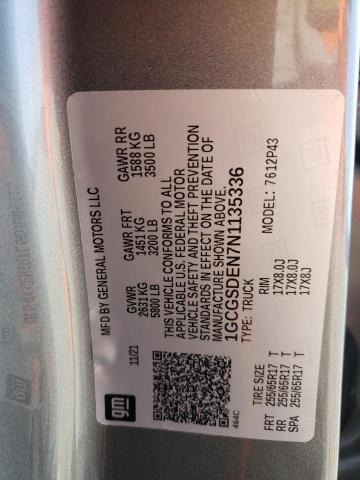 MFD BY GENERAL MOTORS LLC
11/21
GVWR
2631 KG
5800 LB
GAWR FRT
1451 KG
3200 LB
GAWR RR
1588 KG
3500 LB
THIS VEHICLE CONFORMS TO ALL
APPLICABLE U.S. FEDERAL MOTOR
VEHICLE SAFETY AND THEFT PREVENTION
STANDARDS IN EFFECT ON THE DATE OF
MANUFACTURE SHOWN ABOVE.
1GCGSDEN7N1135336
TYPE: TRUCK
MODEL: 7 612P43
TIRE SIZE RIM
FRT 255/65R17 T 17X8.0J
RR 255/65R17 T 17X8.0J
SPA 255/65R17 T 17X8J
gm
464C